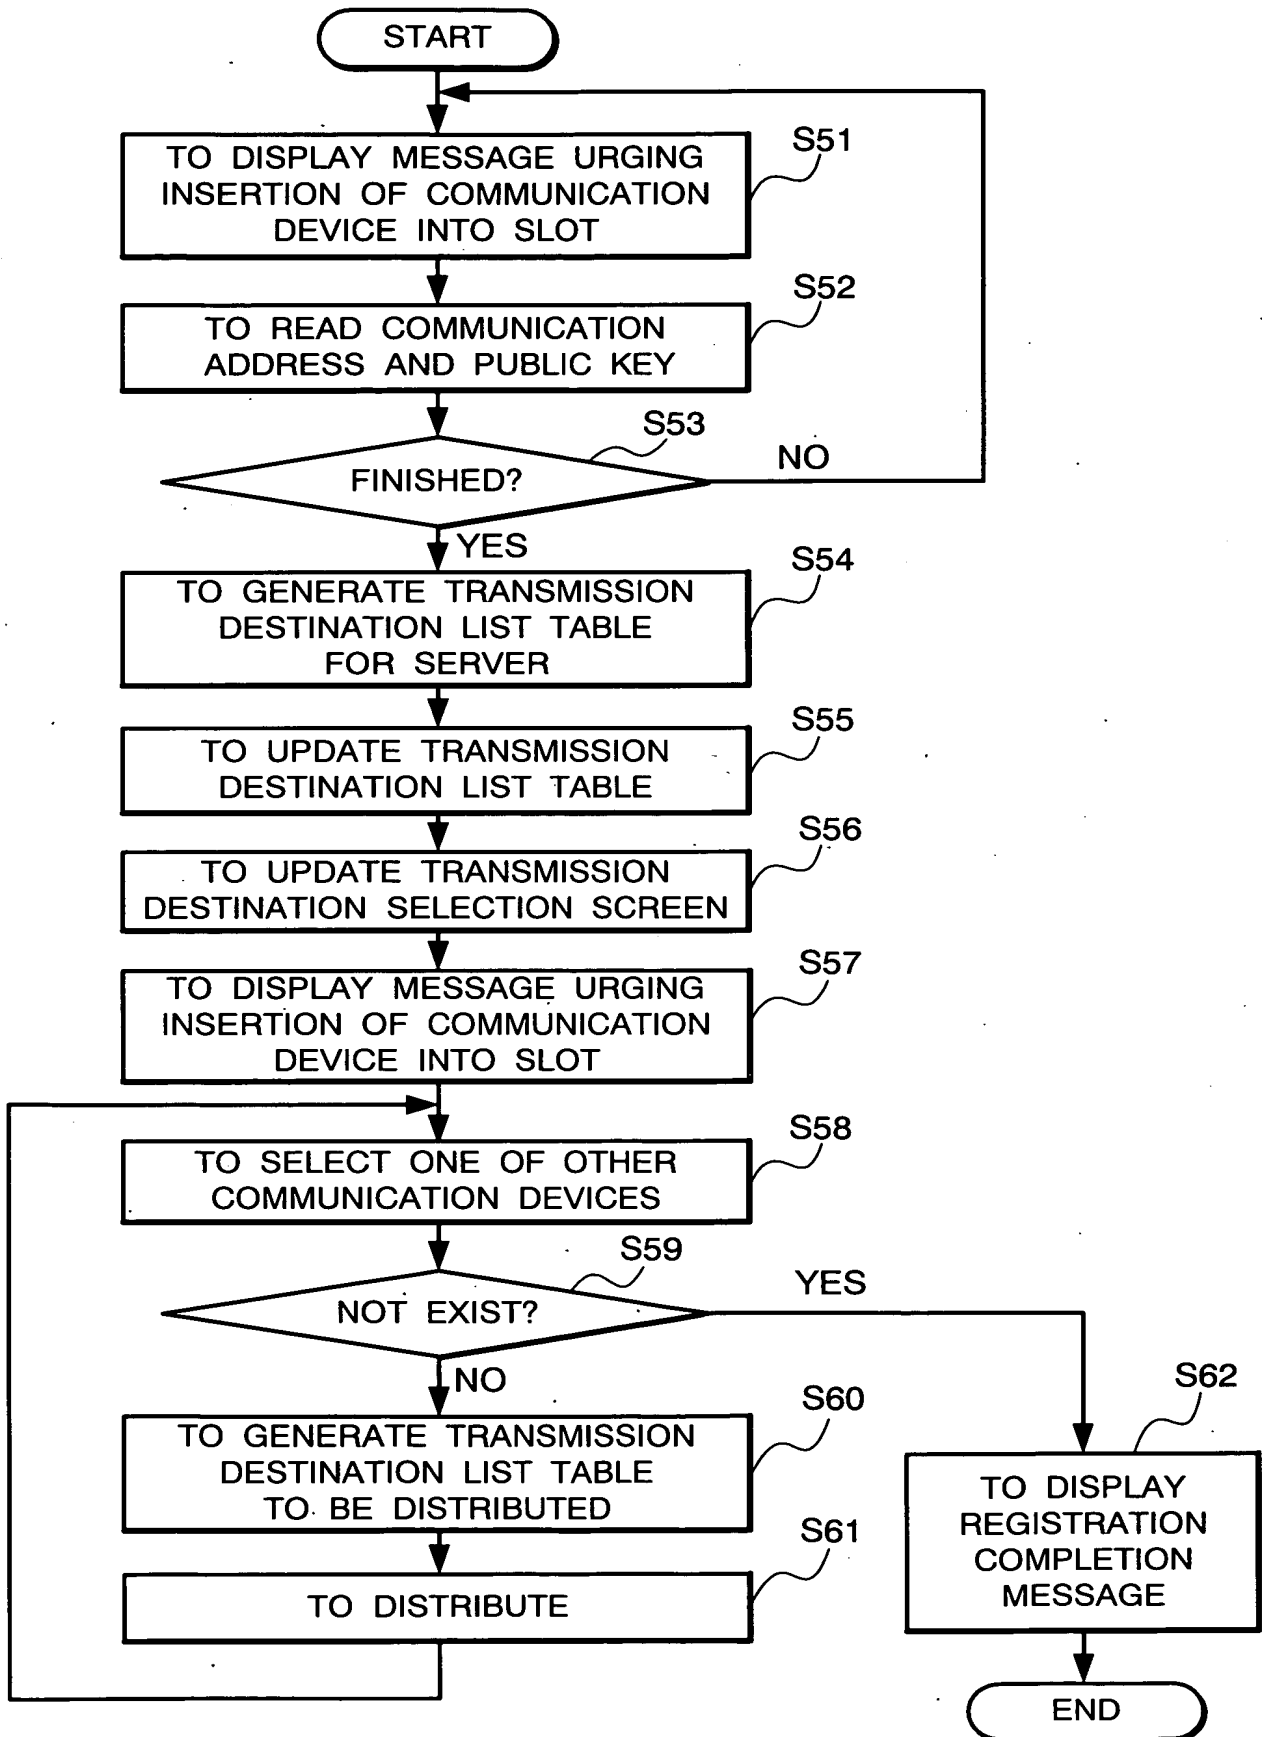 START
S51
TO DISPLAY MESSAGE URGING
INSERTION OF COMMUNICATION
DEVICE INTO SLOT
S52
TO READ COMMUNICATION
ADDRESS AND PUBLIC KEY
S53
FINISHED?
NO
YES
S54
TO GENERATE TRANSMISSION
DESTINATION LIST TABLE
FOR SERVER
S55
TO UPDATE TRANSMISSION
DESTINATION LIST TABLE
S56
TO UPDATE TRANSMISSION
DESTINATION SELECTION SCREEN
S57
TO DISPLAY MESSAGE URGING
INSERTION OF COMMUNICATION
DEVICE INTO SLOT
S58
TO SELECT ONE OF OTHER
COMMUNICATION DEVICES
S59
NOT EXIST?
YES
NO
S60
TO GENERATE TRANSMISSION
DESTINATION LIST TABLE
TO BE DISTRIBUTED
S61
TO DISTRIBUTE
S62
TO DISPLAY
REGISTRATION
COMPLETION
MESSAGE
END